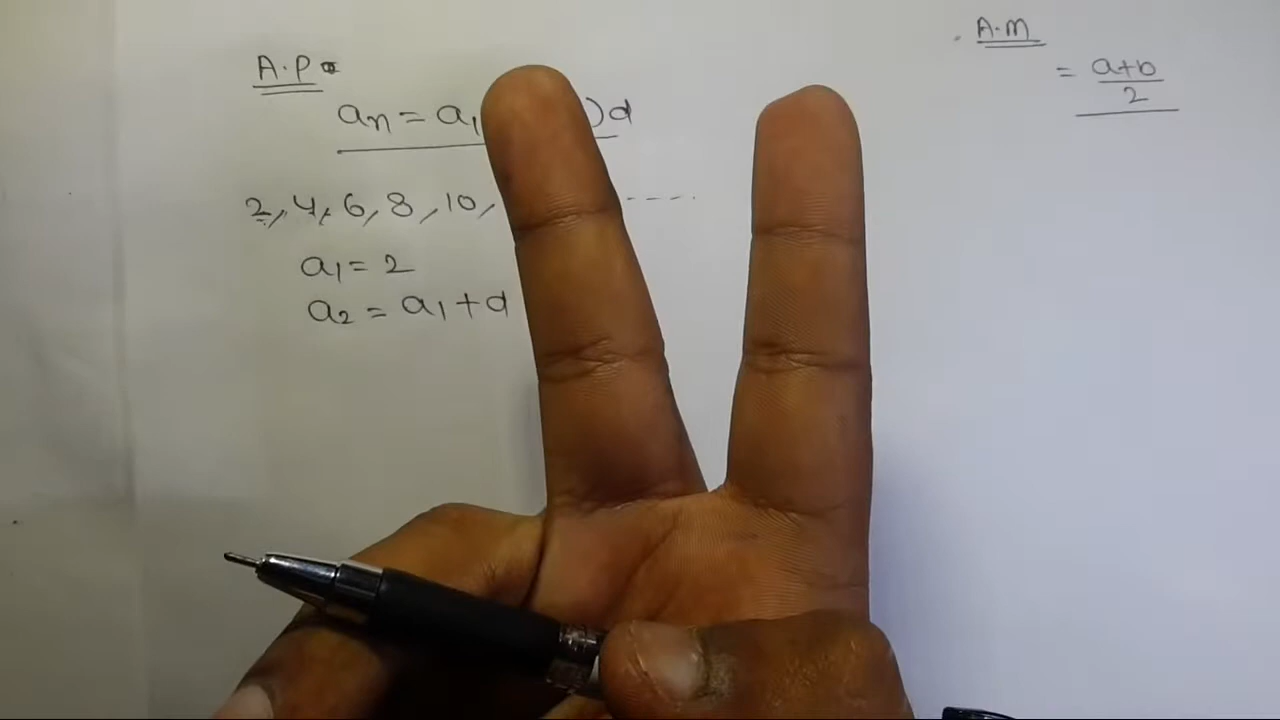 A.P
an = a1 )d
2, 4, 6, 8, 10, ----.
a1 = 2
a2 = a1 + d
A.M
= a+b
2